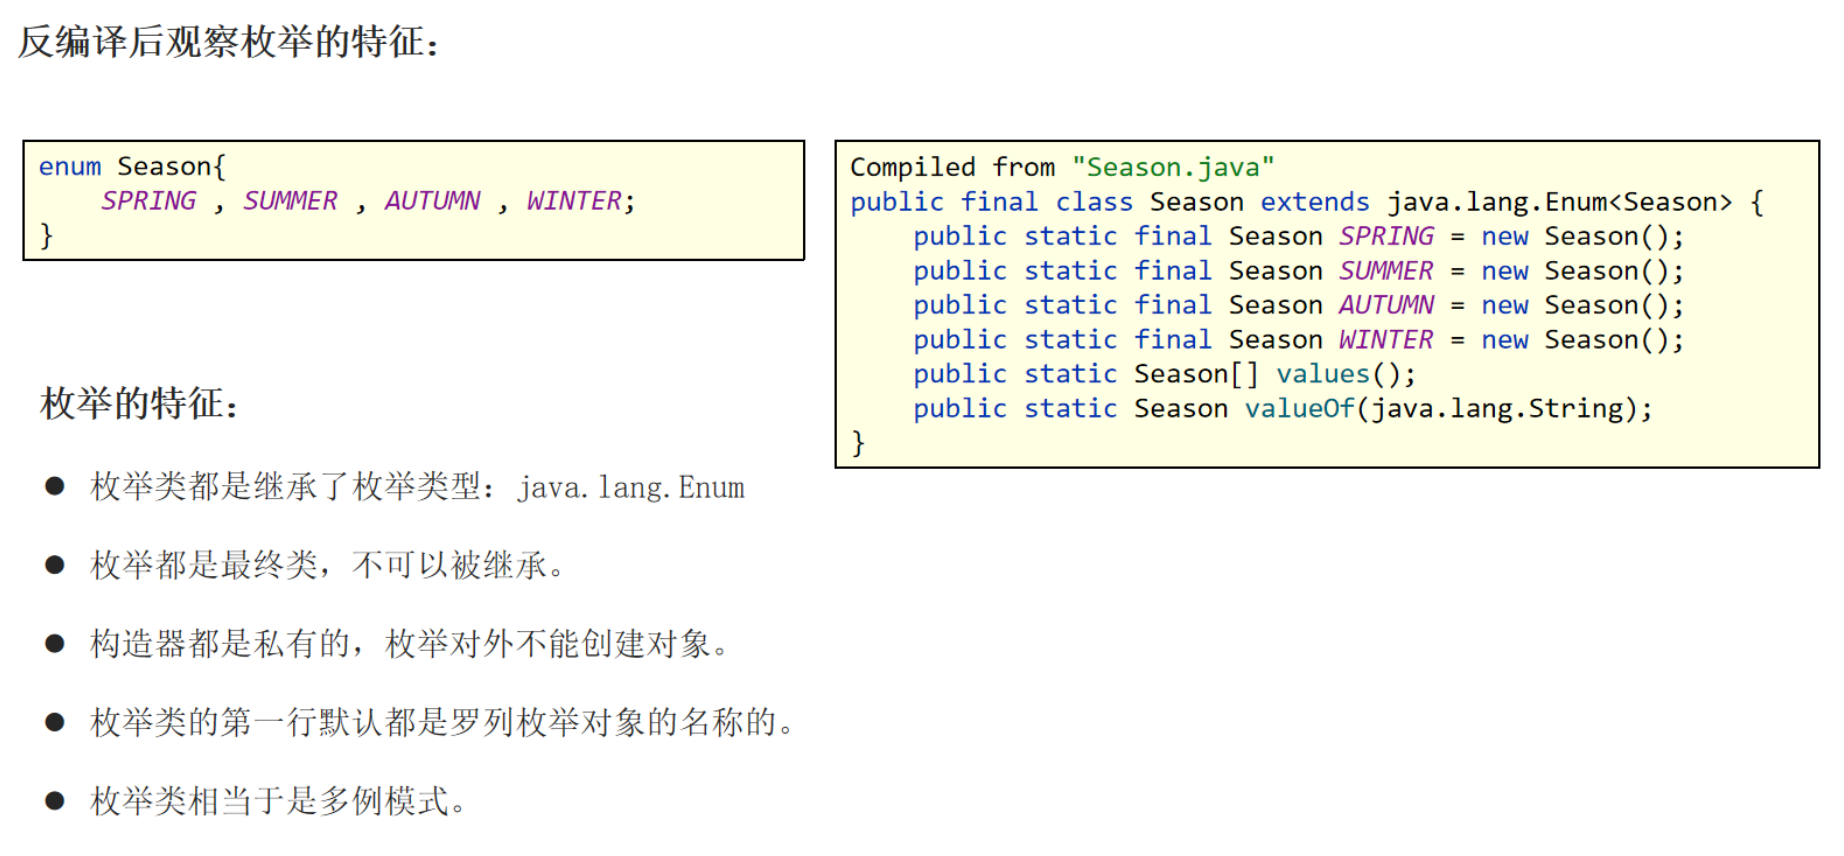 反编译后观察枚举的特征：
enum Season{
    SPRING , SUMMER , AUTUMN , WINTER;
}
Compiled from "Season.java"
public final class Season extends java.lang.Enum<Season> {
    public static final Season SPRING = new Season();
    public static final Season SUMMER = new Season();
    public static final Season AUTUMN = new Season();
    public static final Season WINTER = new Season();
    public static Season[] values();
    public static Season valueOf(java.lang.String);
}
枚举的特征：
● 枚举类都是继承了枚举类型：java.lang.Enum
● 枚举都是最终类，不可以被继承。
● 构造器都是私有的，枚举对外不能创建对象。
● 枚举类的第一行默认都是罗列枚举对象的名称的。
● 枚举类相当于是多例模式。